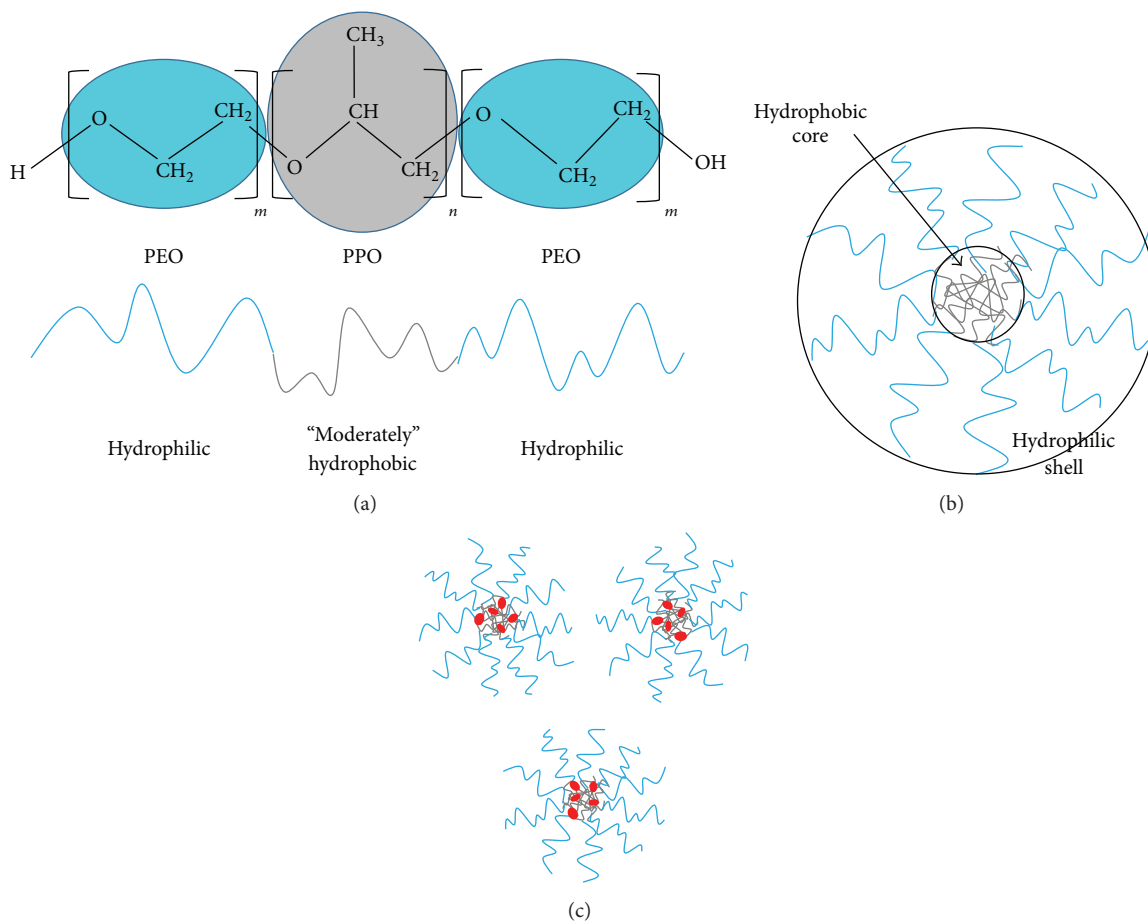 CH3
O
CH2
CH
O
CH2
H
CH2
O
CH2
CH2
OH
m
n
m
PEO
PPO
PEO
Hydrophilic
“Moderately”
hydrophobic
Hydrophilic
(a)
Hydrophobic
core
Hydrophilic
shell
(b)
(c)